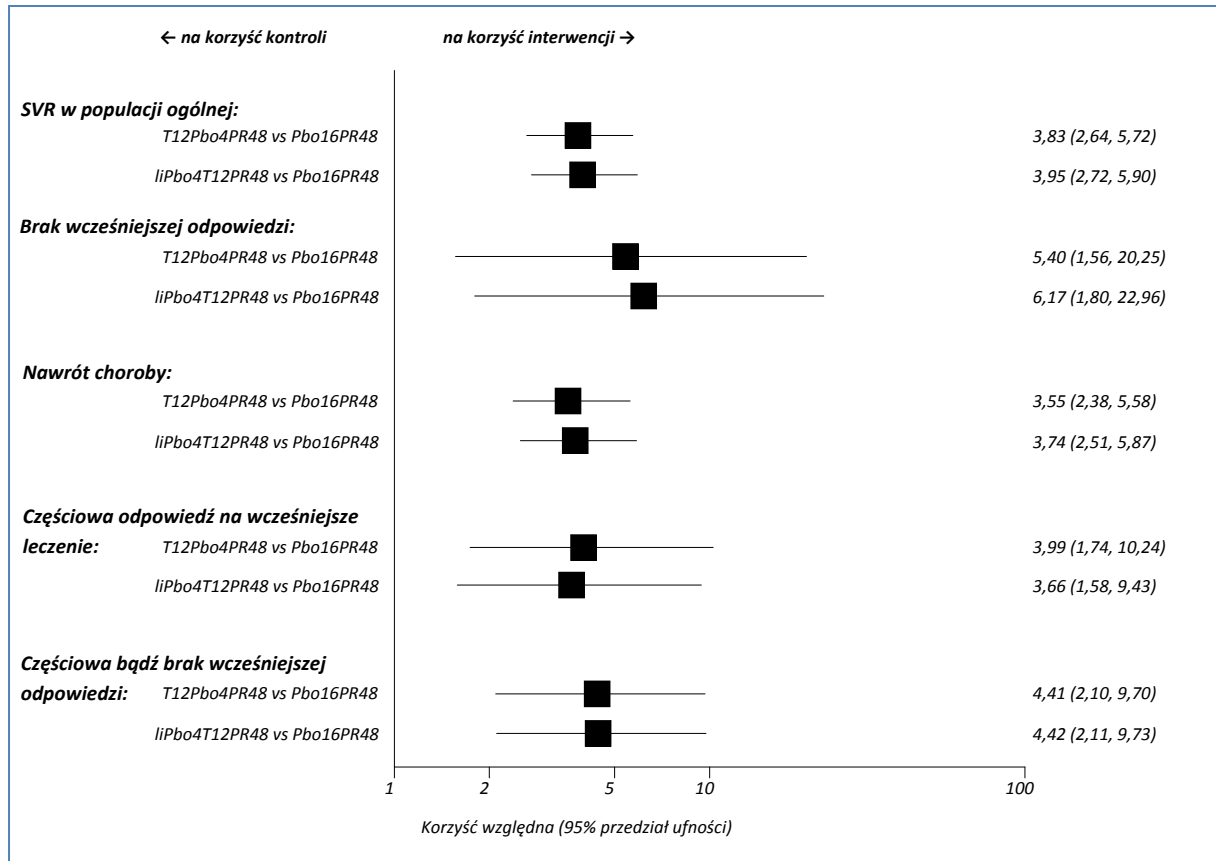 ← na korzyść kontroli na korzyść interwencji →
SVR w populacji ogólnej:
T12Pbo4PR48 vs Pbo16PR48 3,83 (2,64, 5,72)
liPbo4T12PR48 vs Pbo16PR48 3,95 (2,72, 5,90)
Brak wcześniejszej odpowiedzi:
T12Pbo4PR48 vs Pbo16PR48 5,40 (1,56, 20,25)
liPbo4T12PR48 vs Pbo16PR48 6,17 (1,80, 22,96)
Nawrót choroby:
T12Pbo4PR48 vs Pbo16PR48 3,55 (2,38, 5,58)
liPbo4T12PR48 vs Pbo16PR48 3,74 (2,51, 5,87)
Częściowa odpowiedź na wcześniejsze
leczenie: T12Pbo4PR48 vs Pbo16PR48 3,99 (1,74, 10,24)
liPbo4T12PR48 vs Pbo16PR48 3,66 (1,58, 9,43)
Częściowa bądź brak wcześniejszej
odpowiedzi: T12Pbo4PR48 vs Pbo16PR48 4,41 (2,10, 9,70)
liPbo4T12PR48 vs Pbo16PR48 4,42 (2,11, 9,73)
1 2 5 10 100
Korzyść względna (95% przedział ufności)